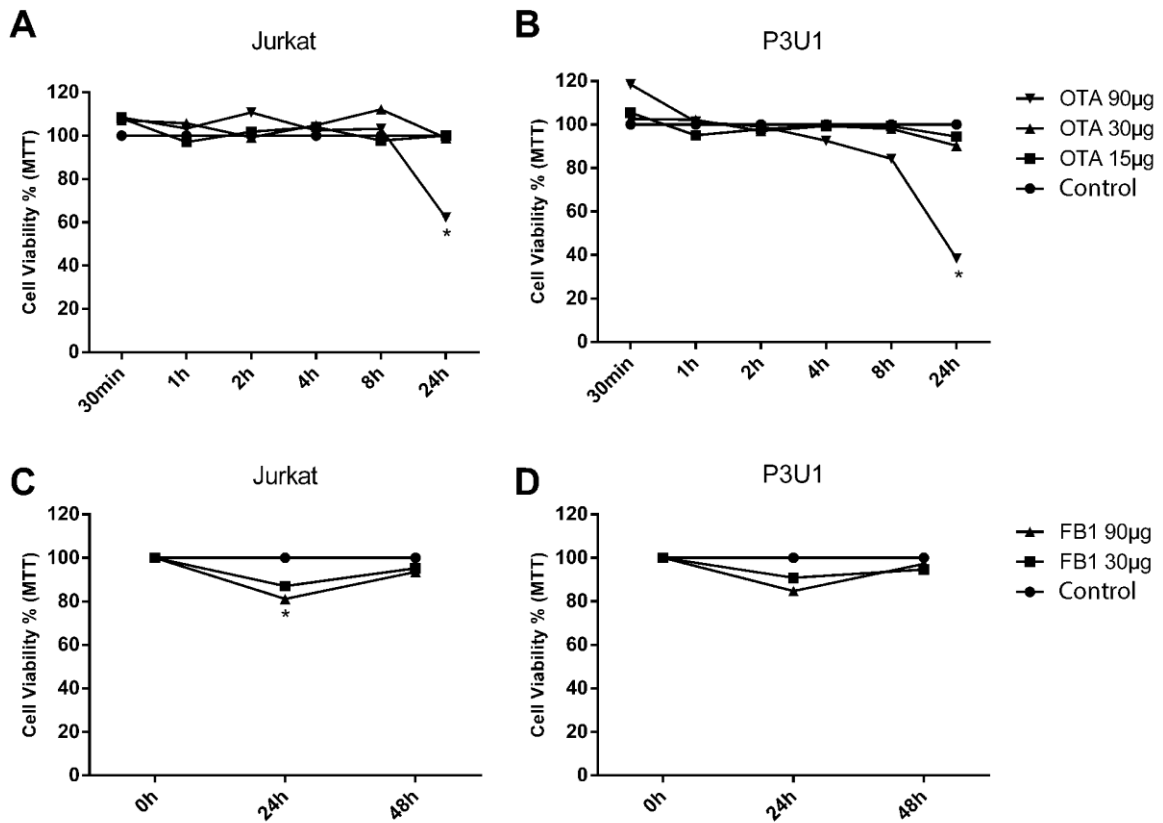 A
Jurkat
Cell Viability % (MTT)
120
100
80
60
40
20
0
*
30min
1h
2h
4h
8h
24h
B
P3U1
Cell Viability % (MTT)
120
100
80
60
40
20
0
*
30min
1h
2h
4h
8h
24h
OTA 90µg
OTA 30µg
OTA 15µg
Control
C
Jurkat
Cell Viability % (MTT)
120
100
80
60
40
20
0
*
0h
24h
48h
D
P3U1
Cell Viability % (MTT)
120
100
80
60
40
20
0
0h
24h
48h
FB1 90µg
FB1 30µg
Control